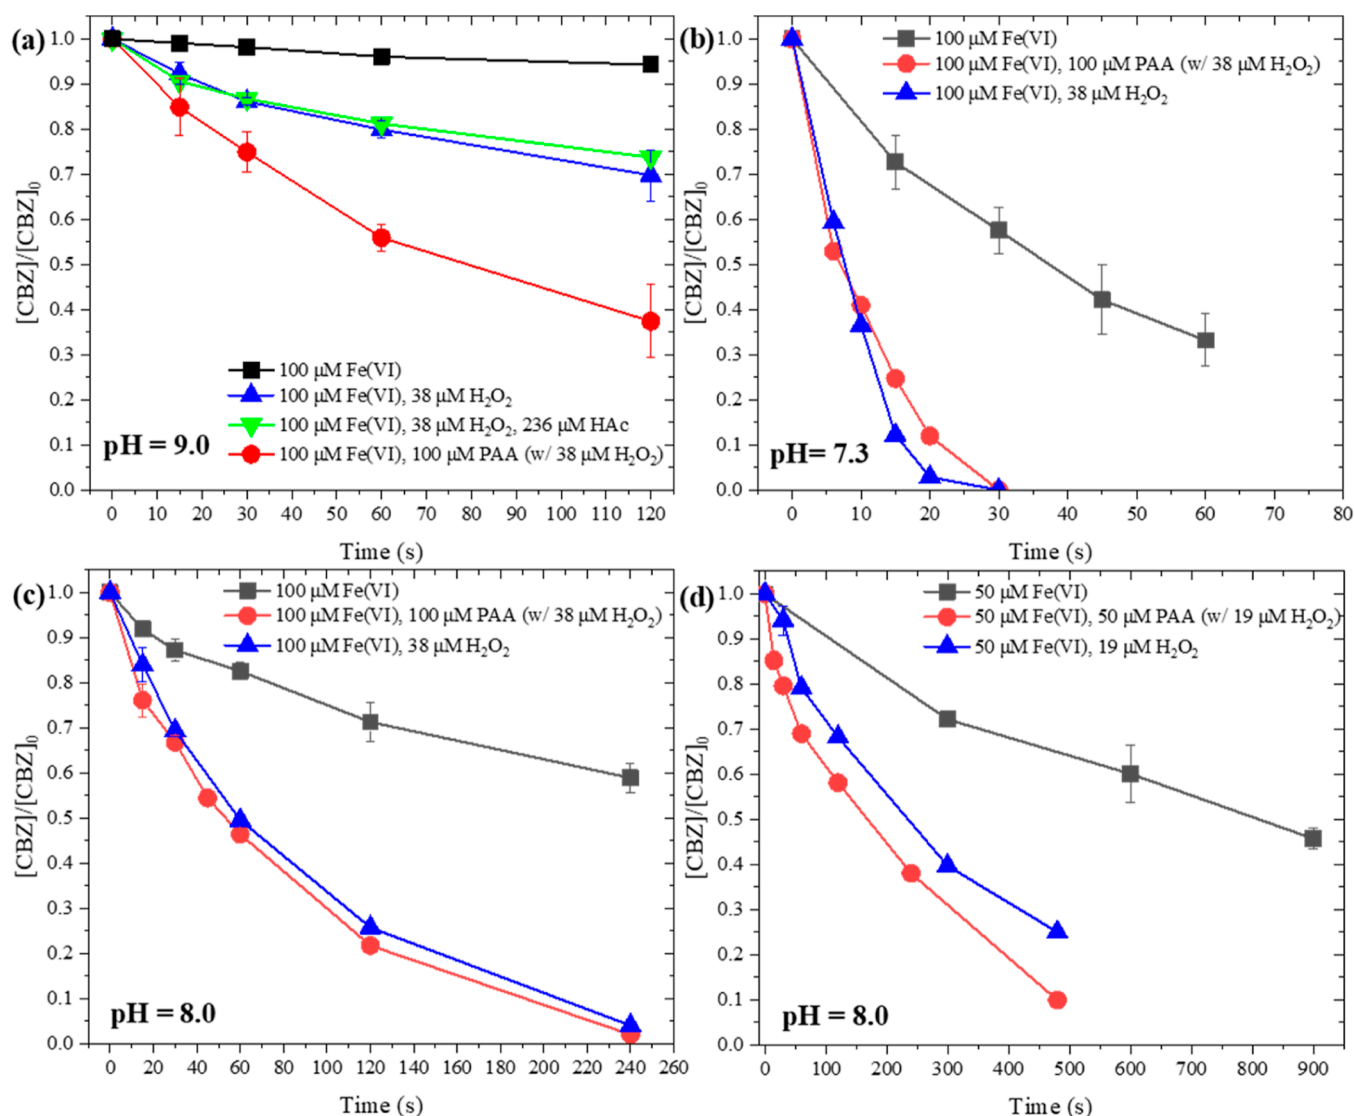 (a)
1.0
0.9
0.8
0.7
0.6
0.5
0.4
0.3
0.2
0.1
0.0
[CBZ]/[CBZ]₀
100 μM Fe(VI)
100 μM Fe(VI), 38 μM H₂O₂
100 μM Fe(VI), 38 μM H₂O₂, 236 μM HAc
100 μM Fe(VI), 100 μM PAA (w/ 38 μM H₂O₂)
pH = 9.0
0 10 20 30 40 50 60 70 80 90 100 110 120
Time (s)
(b)
1.0
0.9
0.8
0.7
0.6
0.5
0.4
0.3
0.2
0.1
0.0
[CBZ]/[CBZ]₀
100 μM Fe(VI)
100 μM Fe(VI), 100 μM PAA (w/ 38 μM H₂O₂)
100 μM Fe(VI), 38 μM H₂O₂
pH= 7.3
0 10 20 30 40 50 60 70 80
Time (s)
(c)
1.0
0.9
0.8
0.7
0.6
0.5
0.4
0.3
0.2
0.1
0.0
[CBZ]/[CBZ]₀
100 μM Fe(VI)
100 μM Fe(VI), 100 μM PAA (w/ 38 μM H₂O₂)
100 μM Fe(VI), 38 μM H₂O₂
pH = 8.0
0 20 40 60 80 100 120 140 160 180 200 220 240 260
Time (s)
(d)
1.0
0.9
0.8
0.7
0.6
0.5
0.4
0.3
0.2
0.1
0.0
[CBZ]/[CBZ]₀
50 μM Fe(VI)
50 μM Fe(VI), 50 μM PAA (w/ 19 μM H₂O₂)
50 μM Fe(VI), 19 μM H₂O₂
pH = 8.0
0 100 200 300 400 500 600 700 800 900
Time (s)